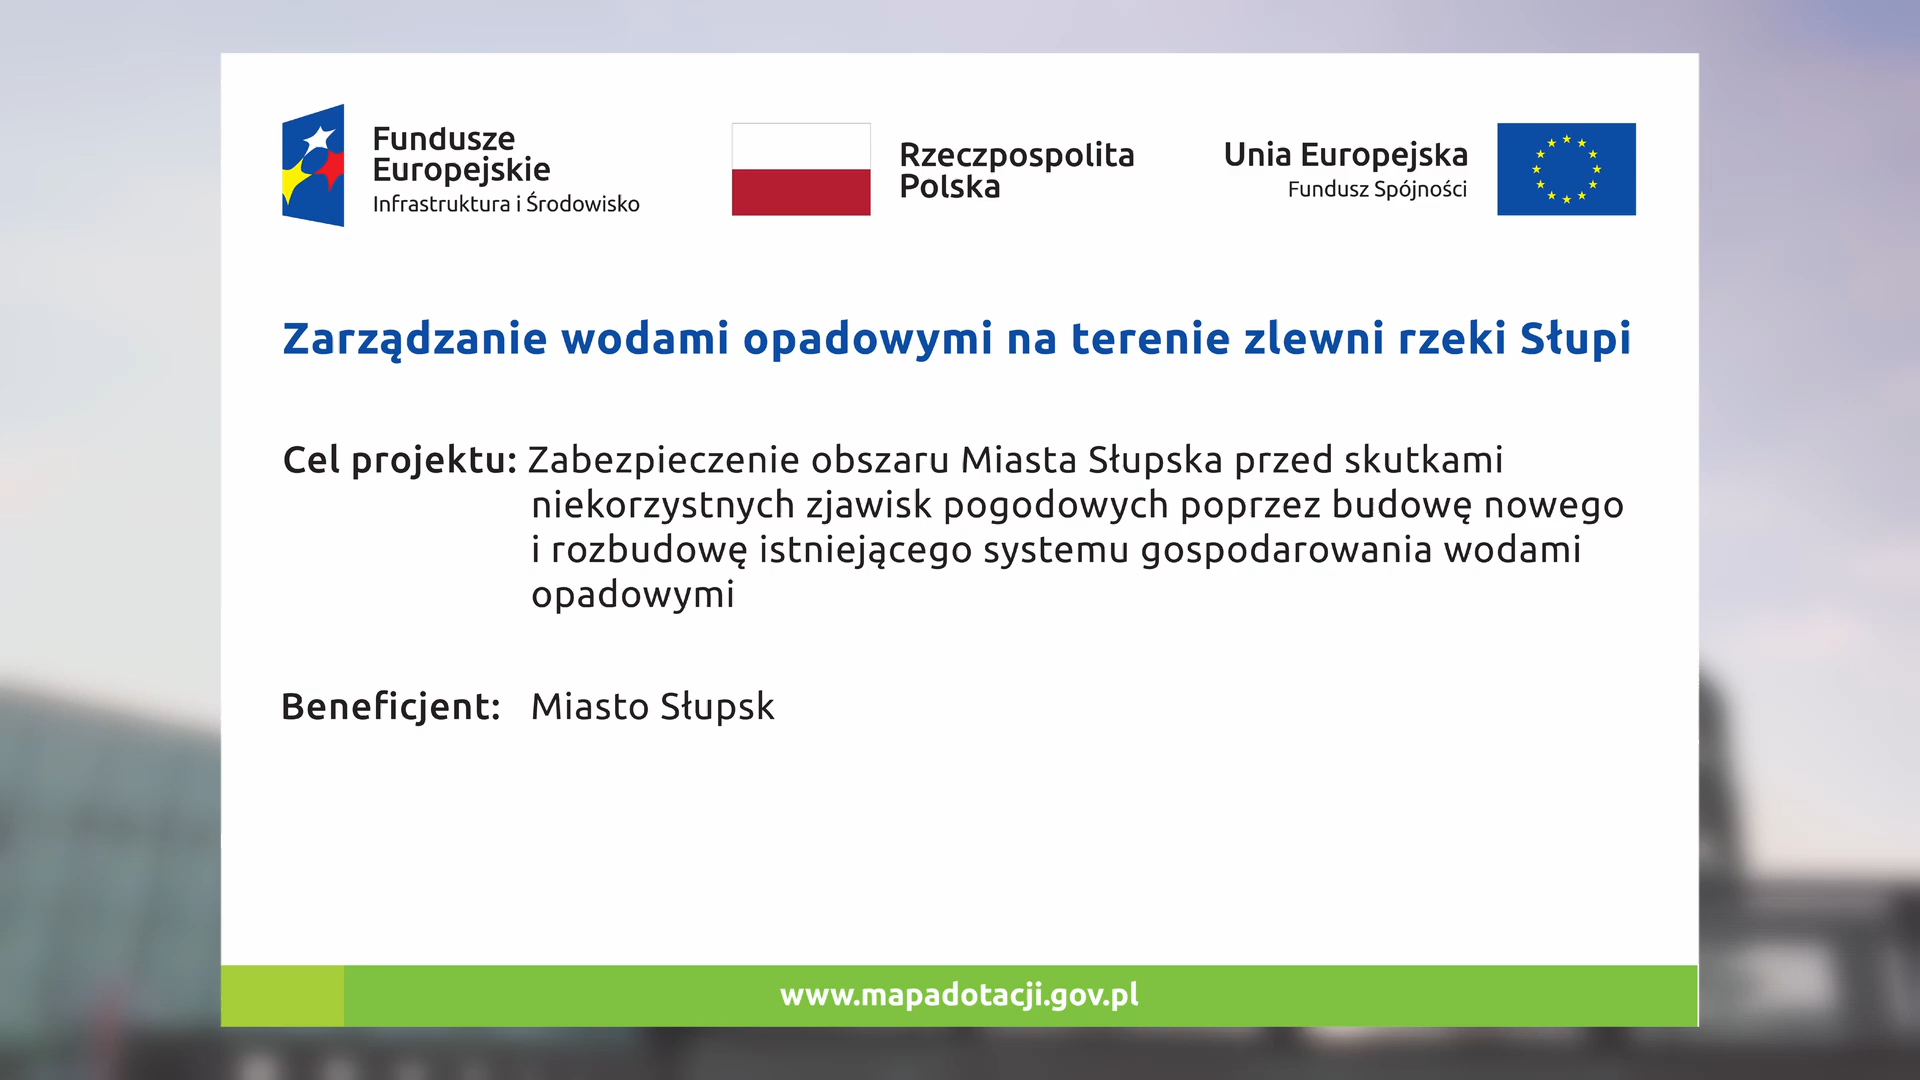 Fundusze
Europejskie
Infrastruktura i Środowisko
Rzeczpospolita
Polska
Unia Europejska
Fundusz Spójności
Zarządzanie wodami opadowymi na terenie zlewni rzeki Słupi
Cel projektu: Zabezpieczenie obszaru Miasta Słupska przed skutkami
niekorzystnych zjawisk pogodowych poprzez budowę nowego
i rozbudowę istniejącego systemu gospodarowania wodami
opadowymi
Beneficjent: Miasto Słupsk
www.mapadotacji.gov.pl